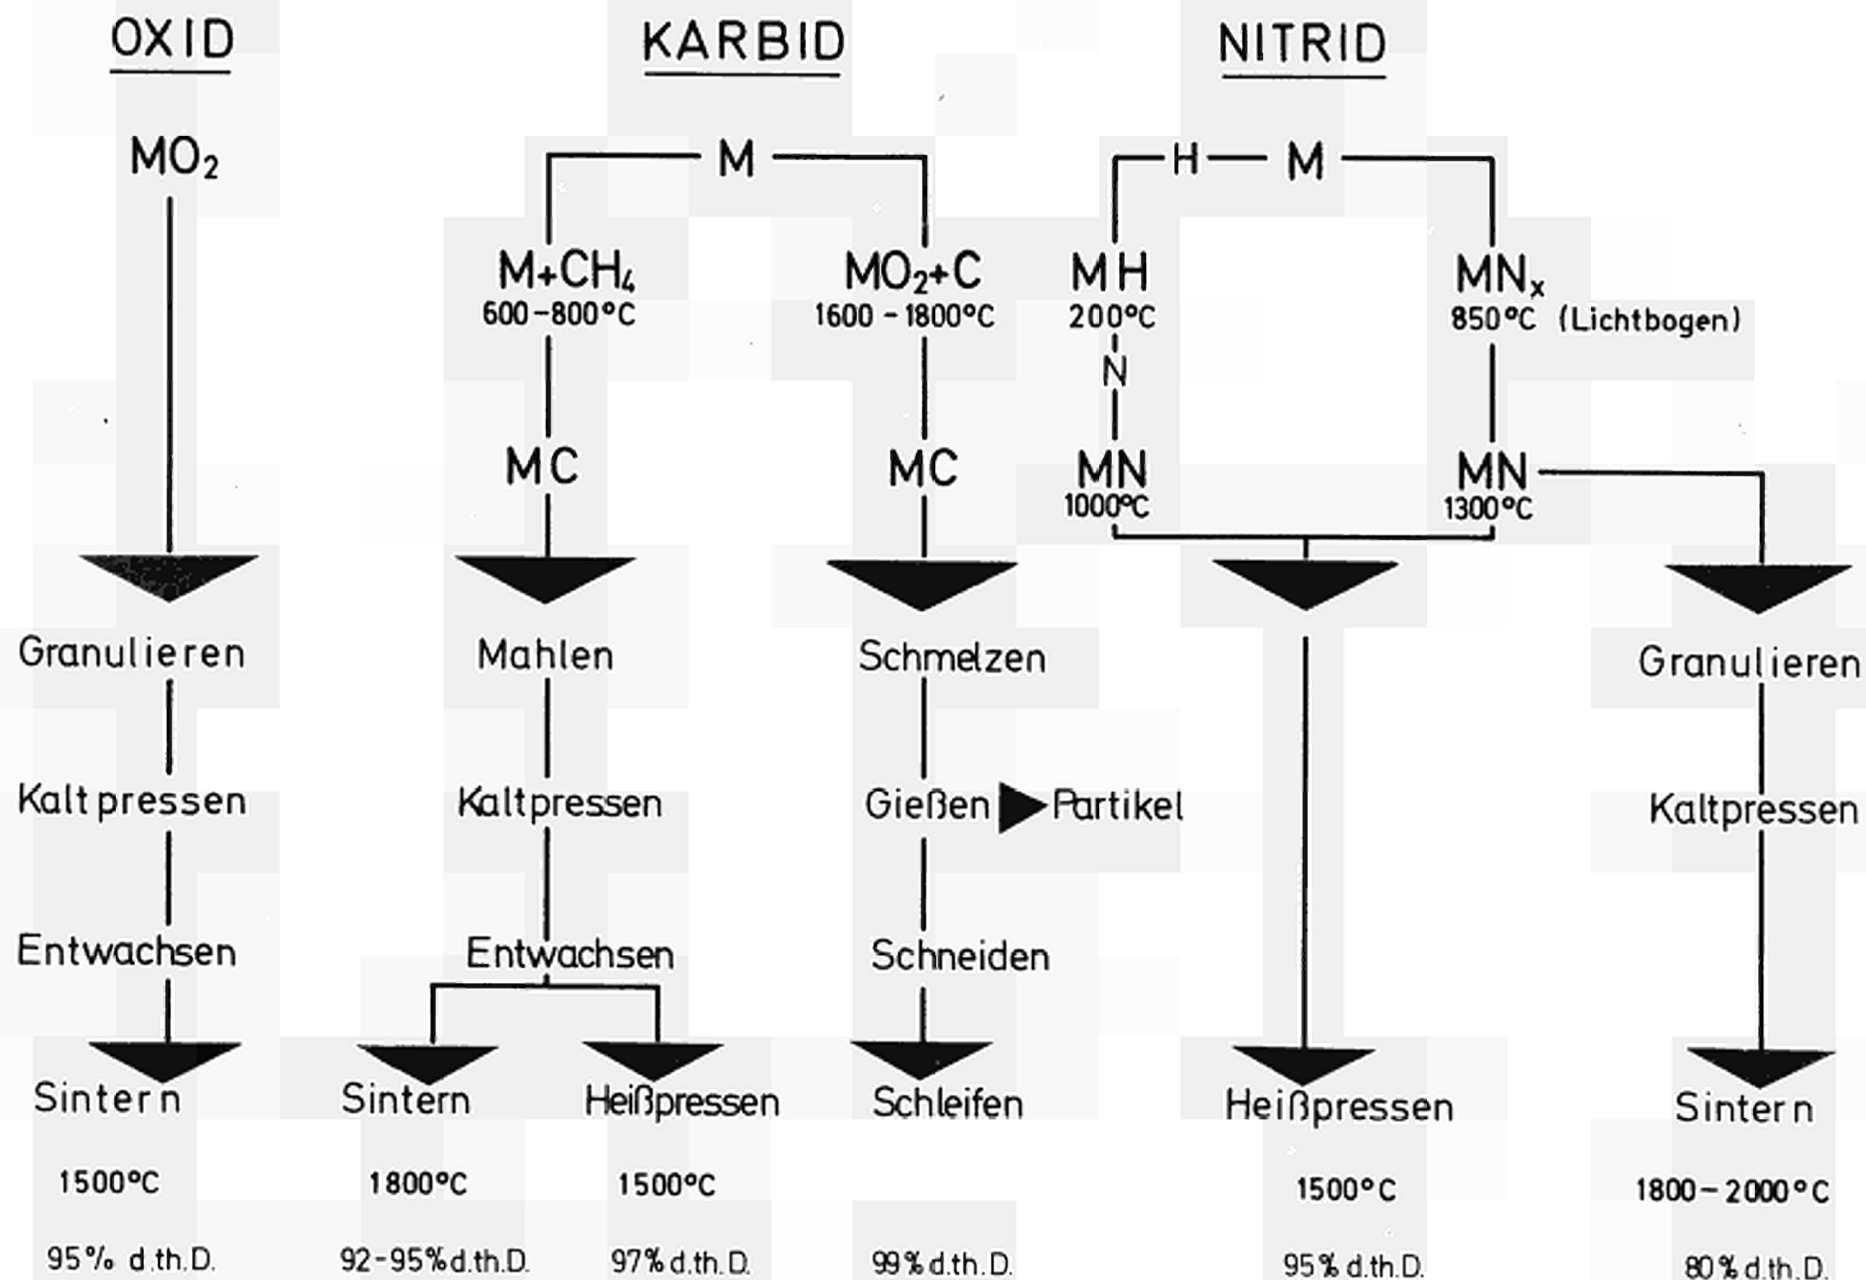 OXID KARBID NITRID
MO₂ M H M
M+CH₄ MO₂+C MH MNₓ
600-800°C 1600-1800°C 200°C 850°C (Lichtbogen)
N
MC MC MN MN
1000°C 1300°C
Granulieren Mahlen Schmelzen Granulieren
Kaltpressen Kaltpressen Gießen Partikel Kaltpressen
Entwachsen Entwachsen Schneiden
Sintern Sintern Heißpressen Schleifen Heißpressen Sintern
1500°C 1800°C 1500°C 1500°C 1800-2000°C
95% d.th.D. 92-95% d.th.D. 97% d.th.D. 99% d.th.D. 95% d.th.D. 80% d.th.D.